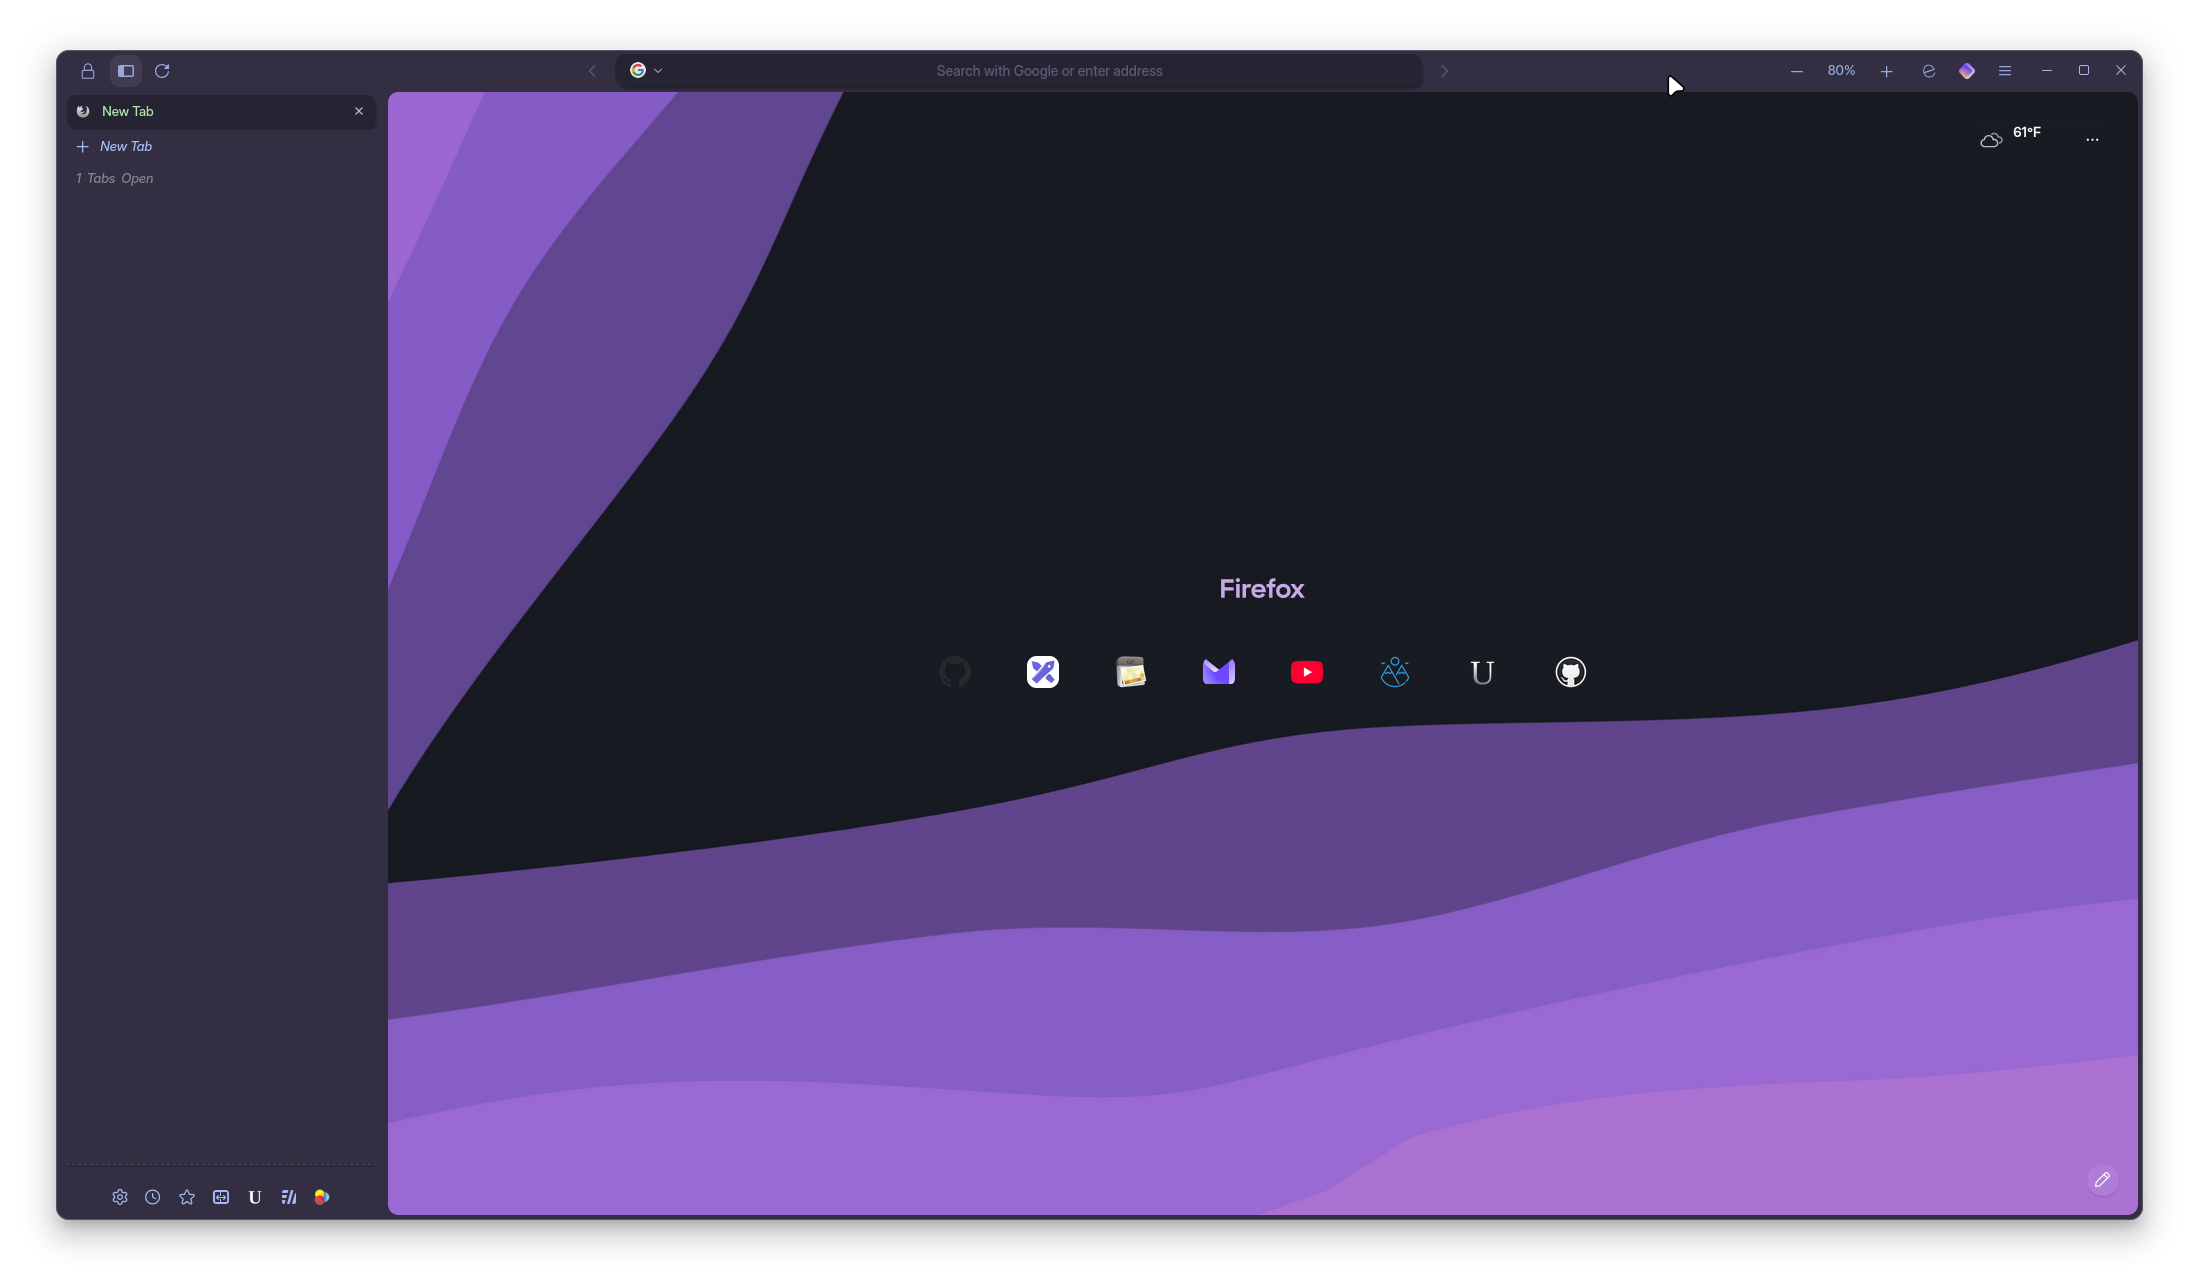 Search with Google or enter address
80%
New Tab
New Tab
1 Tabs Open
61°F
Firefox
U
U